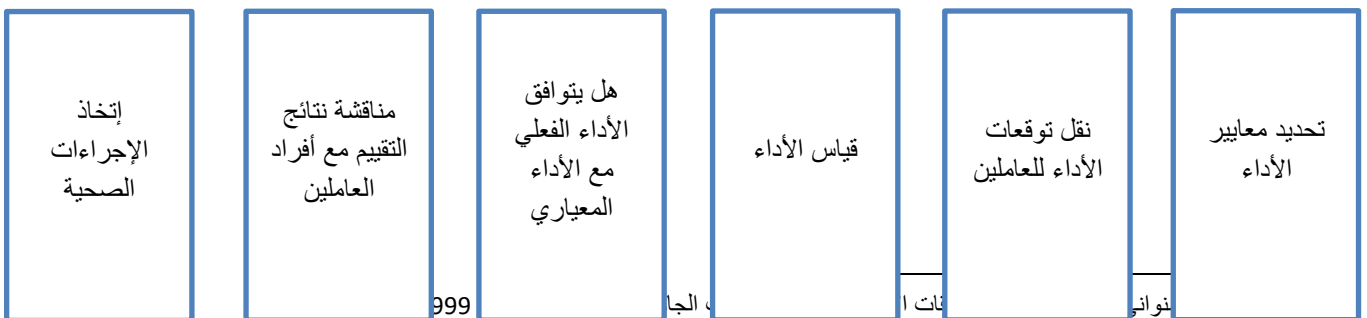 تحديد معايير
الأداء
نقل توقعات
الأداء للعاملين
قياس الأداء
هل يتوافق
الأداء الفعلي
مع الأداء
المعياري
مناقشة نتائج
التقييم مع أفراد
العاملين
إتخاذ
الإجراءات
الصحية